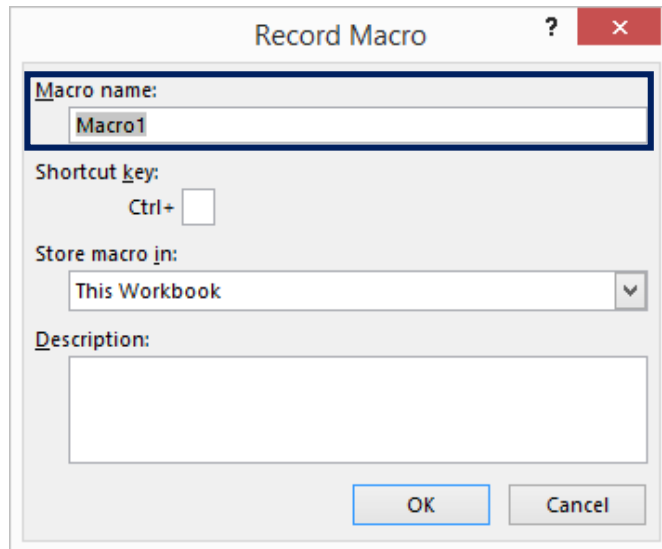 Record Macro ? ×
Macro name:
Macro1
Shortcut key:
Ctrl+
Store macro in:
This Workbook
Description:
OK Cancel